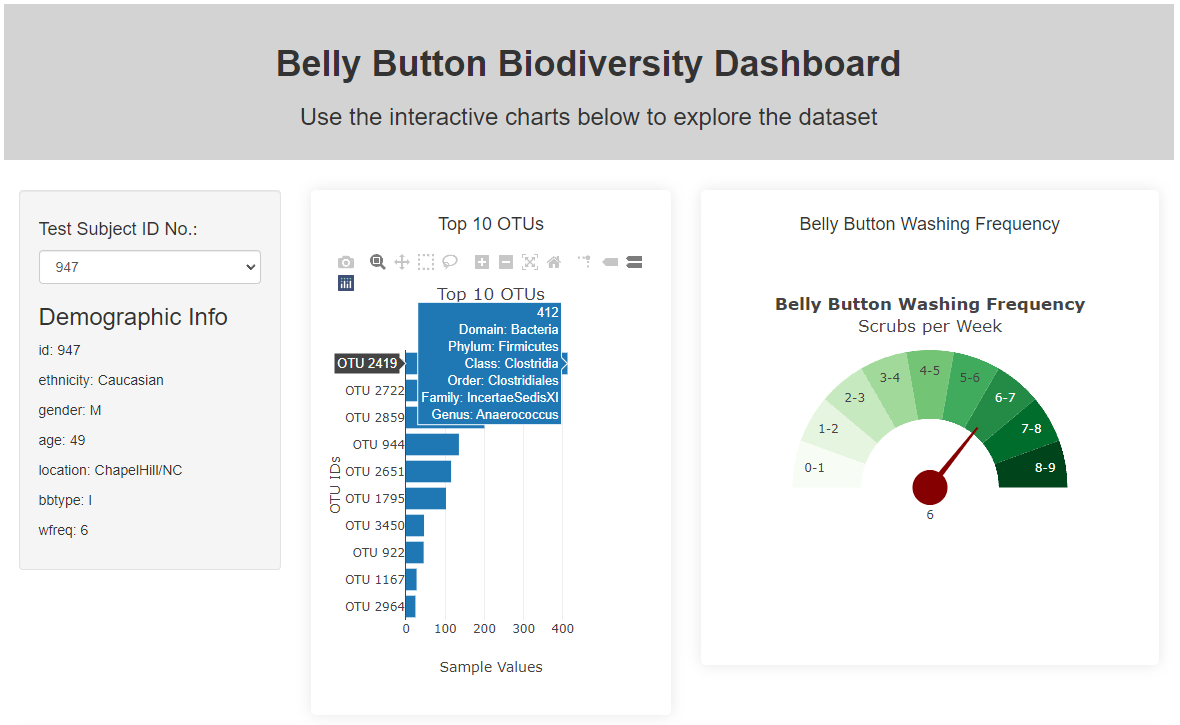 Belly Button Biodiversity Dashboard
Use the interactive charts below to explore the dataset
Test Subject ID No.:
947
Demographic Info
id: 947
ethnicity: Caucasian
gender: M
age: 49
location: ChapelHill/NC
bbtype: I
wfreq: 6
Top 10 OTUs
Top 10 OTUs
412
Domain: Bacteria
Phylum: Firmicutes
Class: Clostridia
Order: Clostridiales
Family: IncertaeSedisXI
Genus: Anaerococcus
OTU 2419
OTU 2722
OTU 2859
OTU 944
OTU 2651
OTU 1795
OTU 3450
OTU 922
OTU 1167
OTU 2964
OTU IDs
0 100 200 300 400
Sample Values
Belly Button Washing Frequency
Belly Button Washing Frequency
Scrubs per Week
0-1
1-2
2-3
3-4
4-5
5-6
6-7
7-8
8-9
6